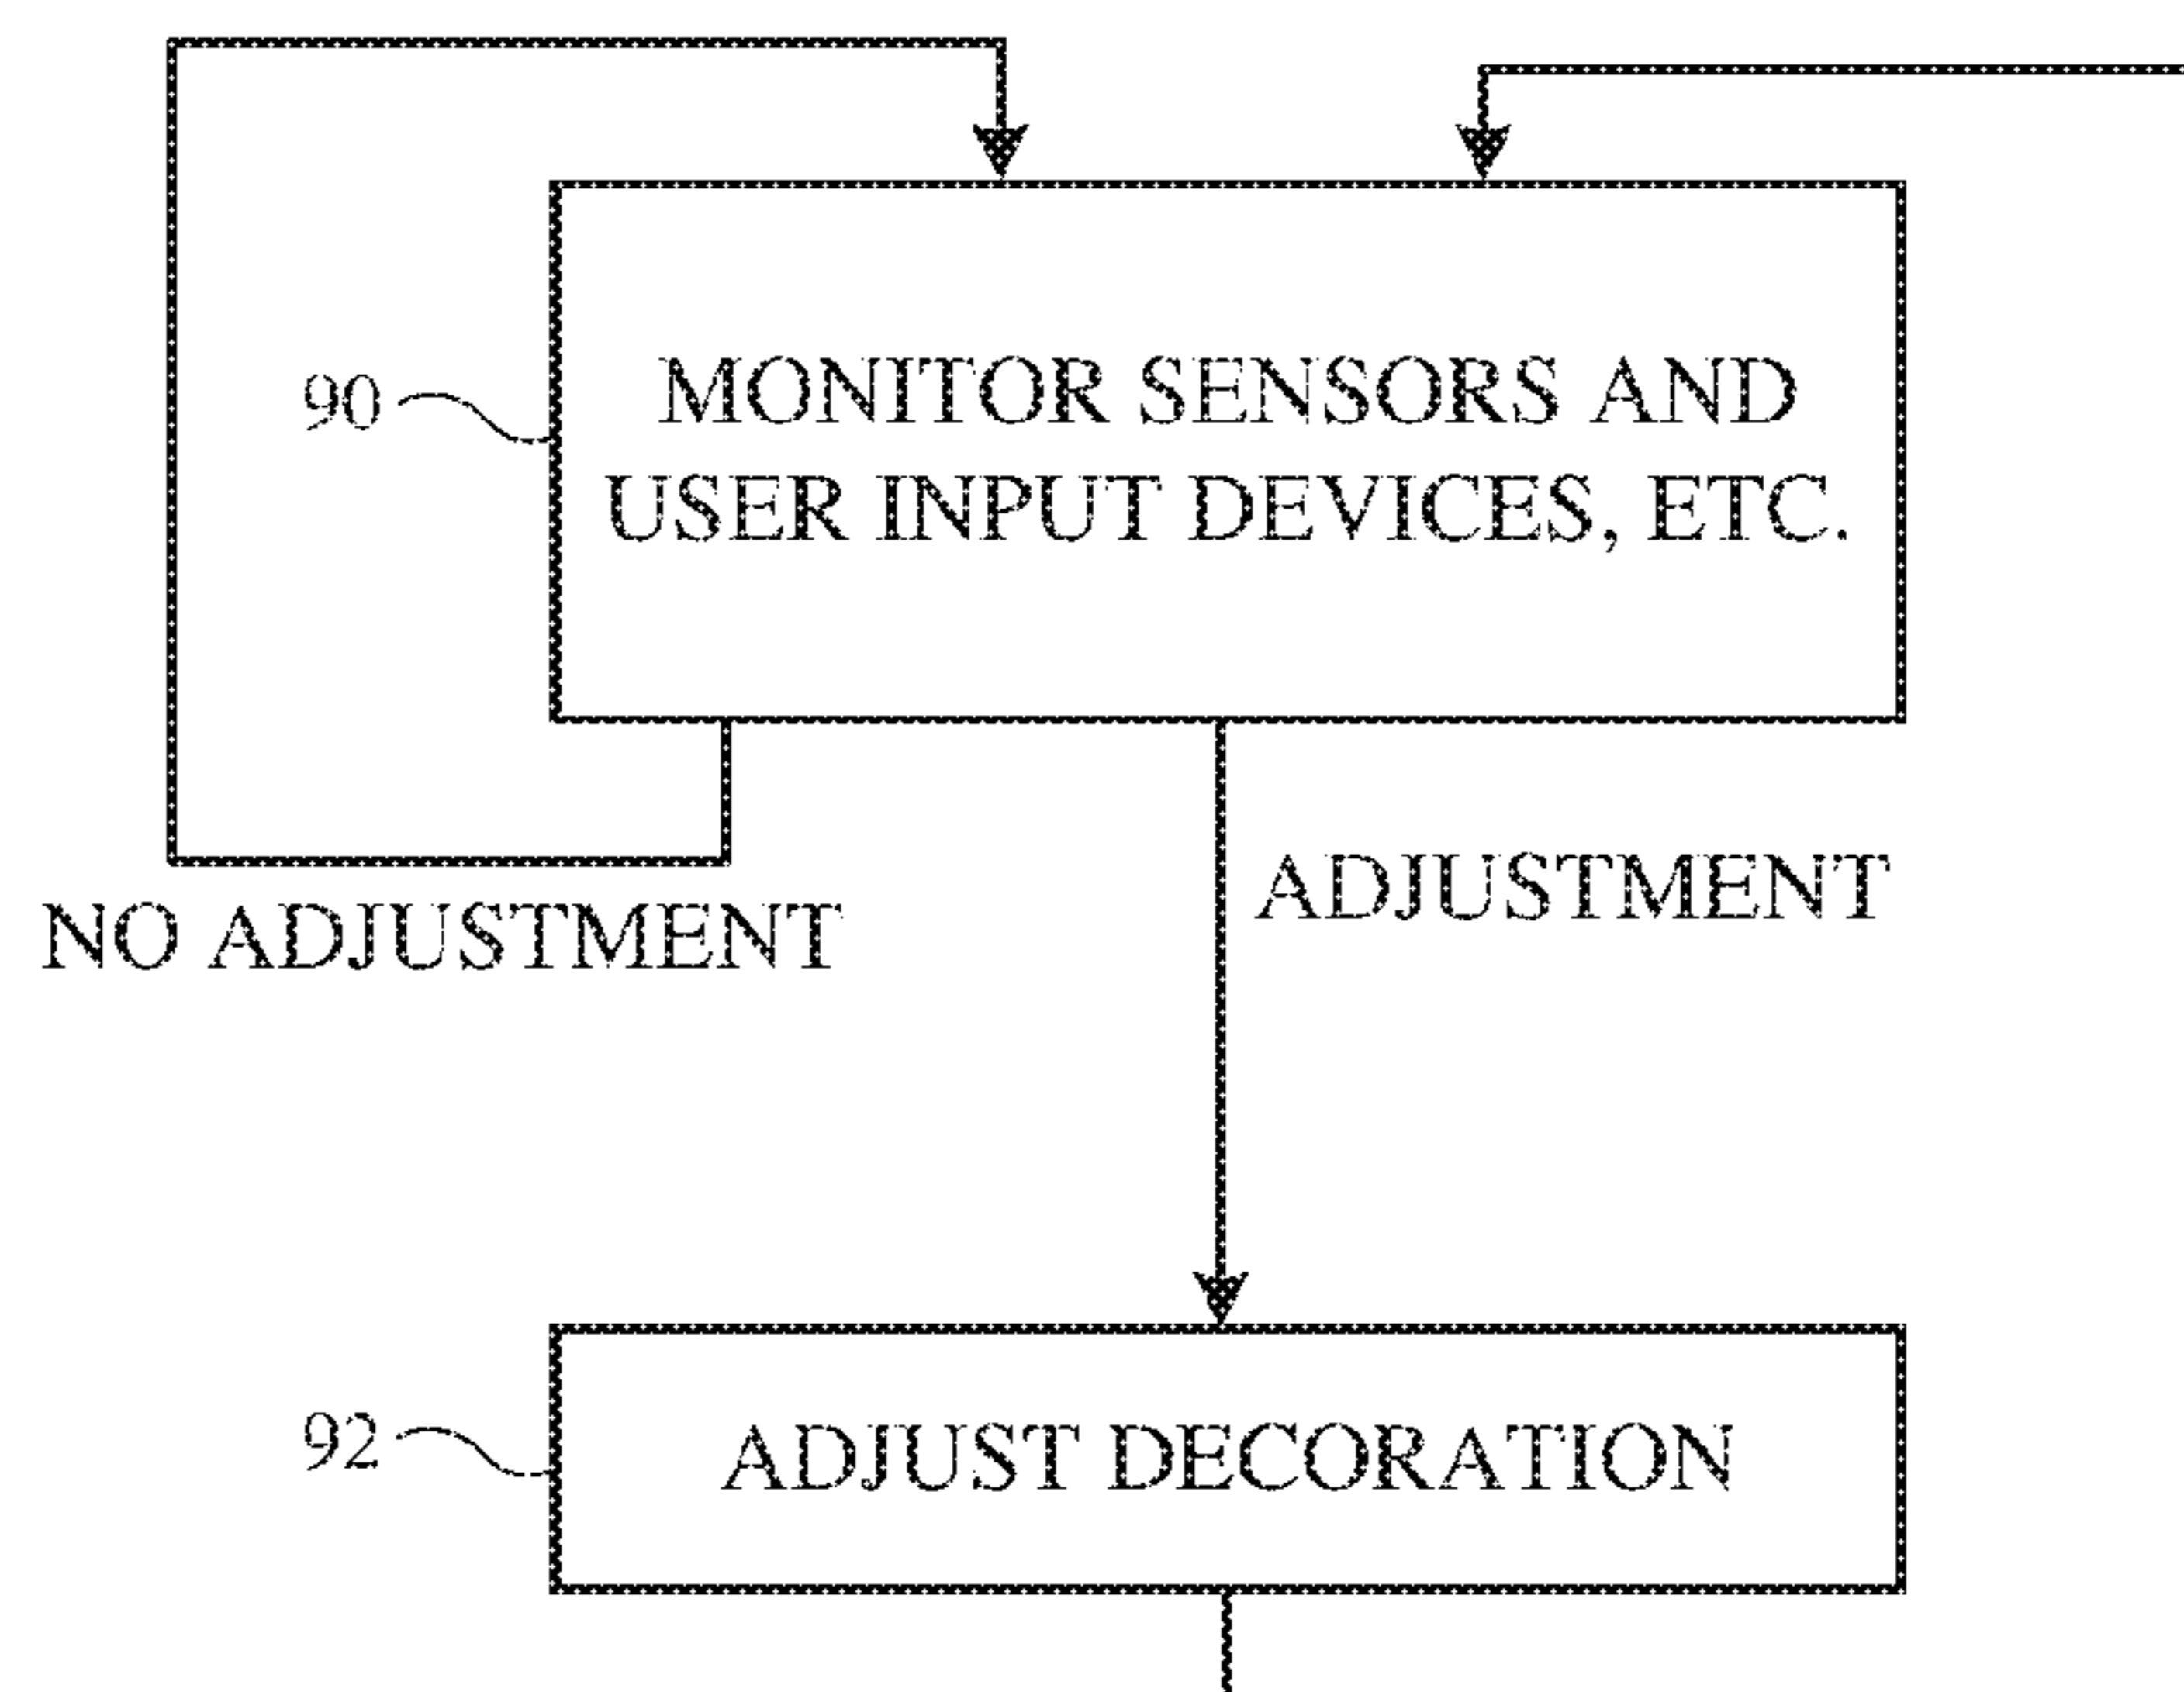 90
MONITOR SENSORS AND
USER INPUT DEVICES, ETC.
ADJUSTMENT
NO ADJUSTMENT
92
ADJUST DECORATION